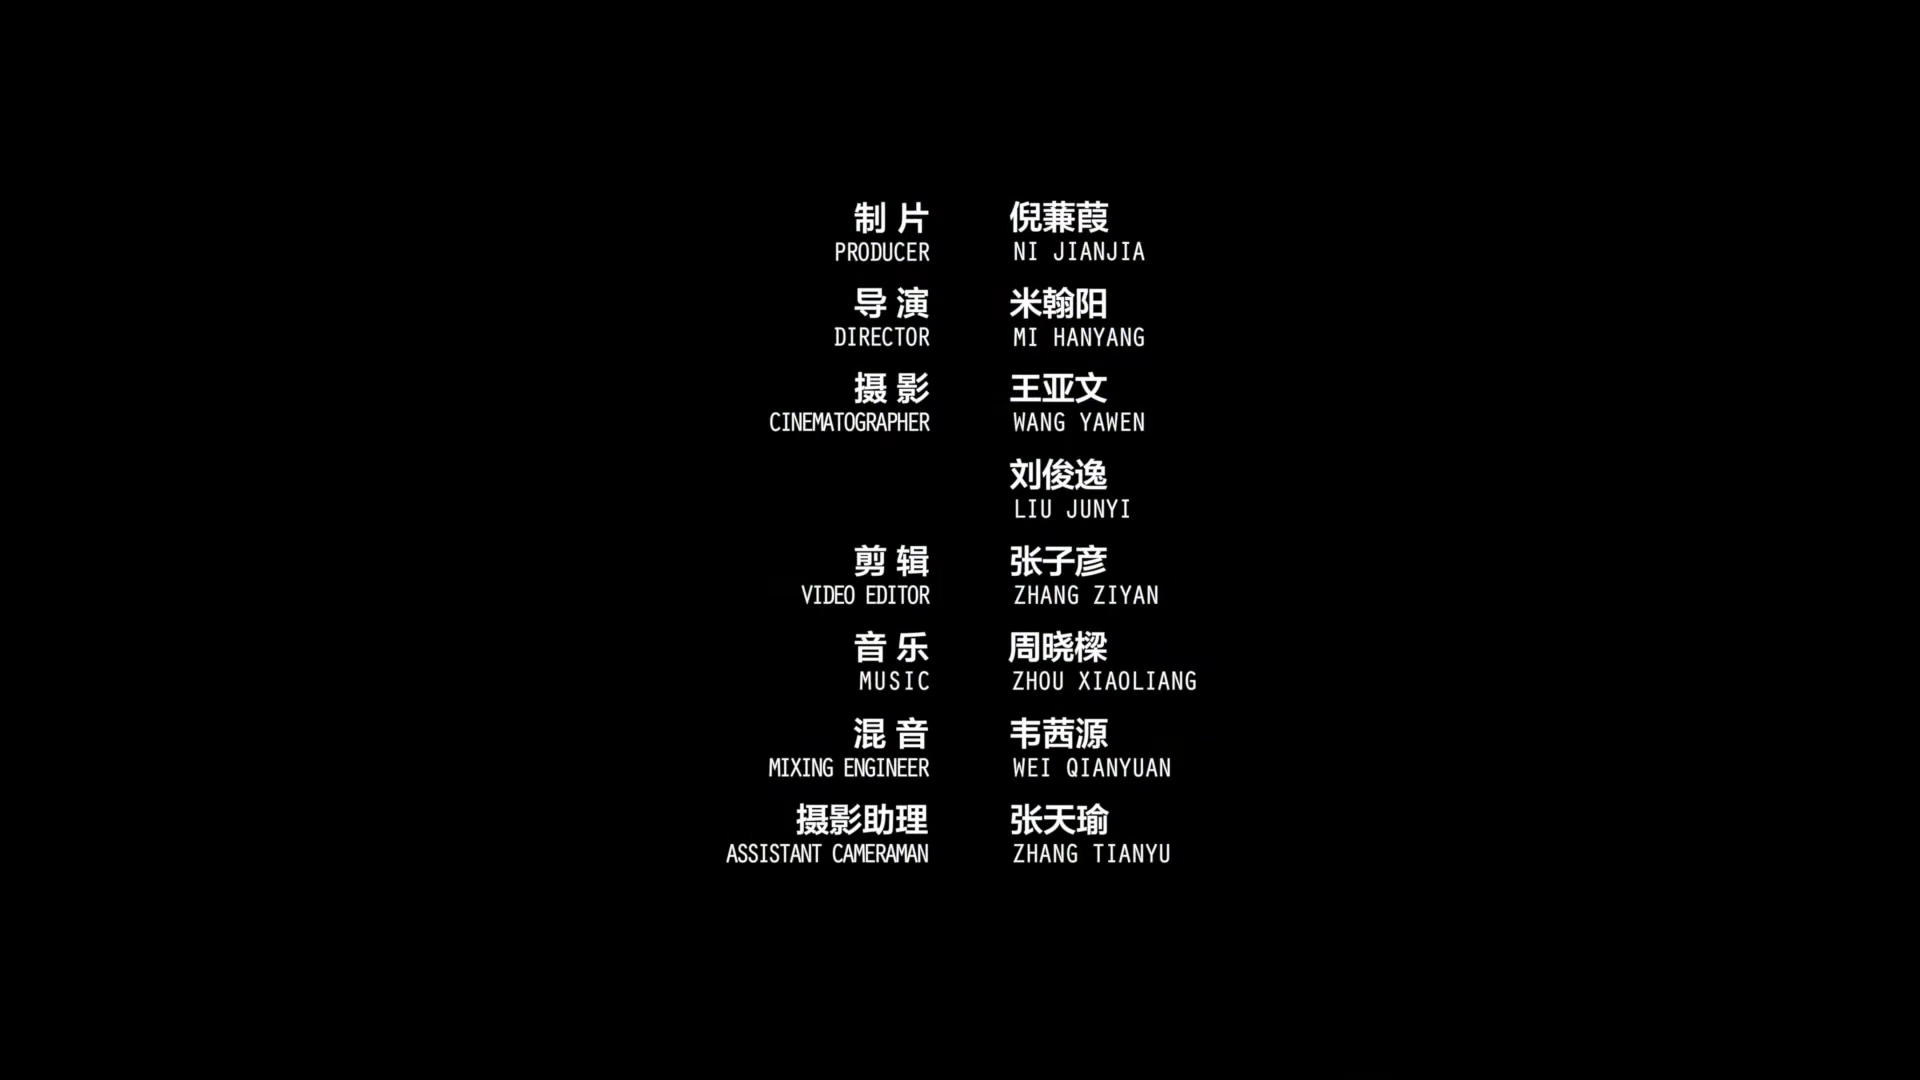 制片 倪蒹葭
PRODUCER NI JIANJIA
导演 米翰阳
DIRECTOR MI HANYANG
摄影 王亚文
CINEMATOGRAPHER WANG YAWEN
刘俊逸
LIU JUNYI
剪辑 张子彦
VIDEO EDITOR ZHANG ZIYAN
音乐 周晓樑
MUSIC ZHOU XIAOLIANG
混音 韦茜源
MIXING ENGINEER WEI QIANYUAN
摄影助理 张天瑜
ASSISTANT CAMERAMAN ZHANG TIANYU